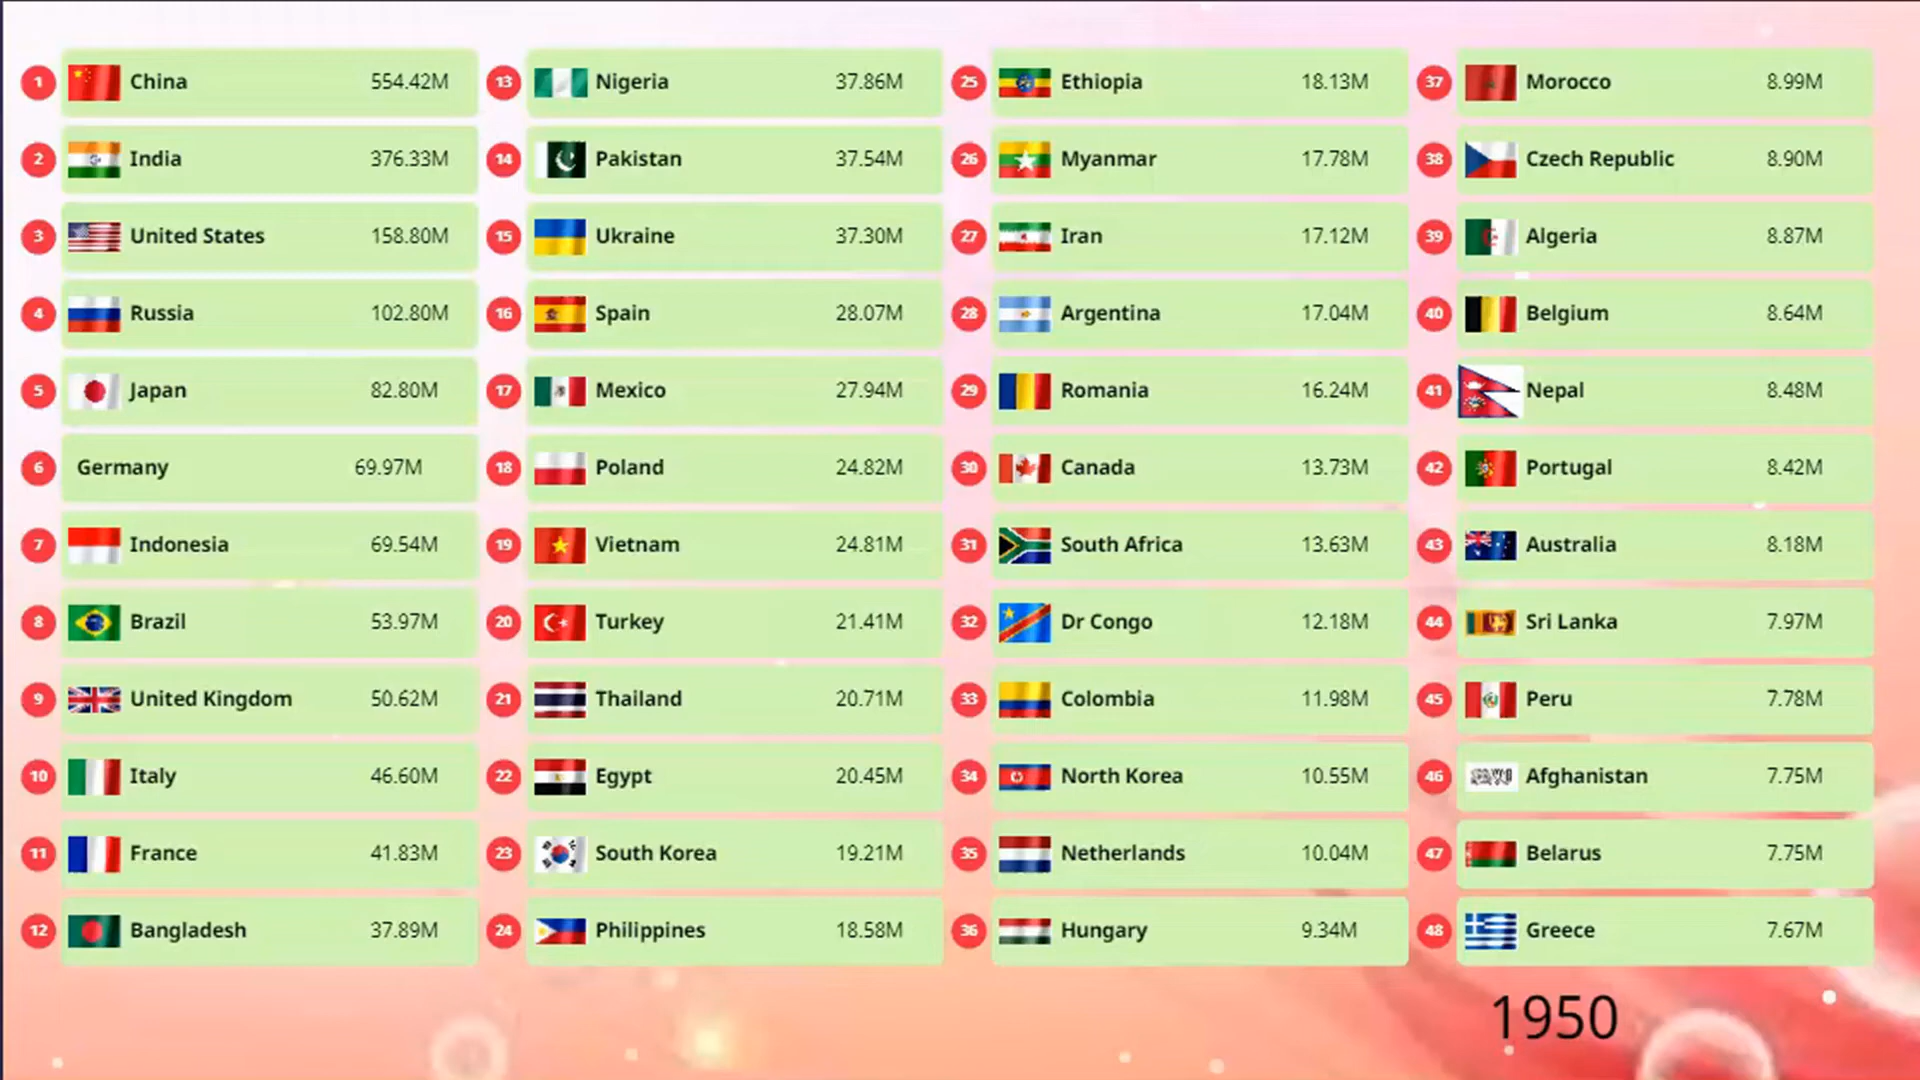 1 China 554.42M
2 India 376.33M
3 United States 158.80M
4 Russia 102.80M
5 Japan 82.80M
6 Germany 69.97M
7 Indonesia 69.54M
8 Brazil 53.97M
9 United Kingdom 50.62M
10 Italy 46.60M
11 France 41.83M
12 Bangladesh 37.89M
13 Nigeria 37.86M
14 Pakistan 37.54M
15 Ukraine 37.30M
16 Spain 28.07M
17 Mexico 27.94M
18 Poland 24.82M
19 Vietnam 24.81M
20 Turkey 21.41M
21 Thailand 20.71M
22 Egypt 20.45M
23 South Korea 19.21M
24 Philippines 18.58M
25 Ethiopia 18.13M
26 Myanmar 17.78M
27 Iran 17.12M
28 Argentina 17.04M
29 Romania 16.24M
30 Canada 13.73M
31 South Africa 13.63M
32 Dr Congo 12.18M
33 Colombia 11.98M
34 North Korea 10.55M
35 Netherlands 10.04M
36 Hungary 9.34M
37 Morocco 8.99M
38 Czech Republic 8.90M
39 Algeria 8.87M
40 Belgium 8.64M
41 Nepal 8.48M
42 Portugal 8.42M
43 Australia 8.18M
44 Sri Lanka 7.97M
45 Peru 7.78M
46 Afghanistan 7.75M
47 Belarus 7.75M
48 Greece 7.67M
1950